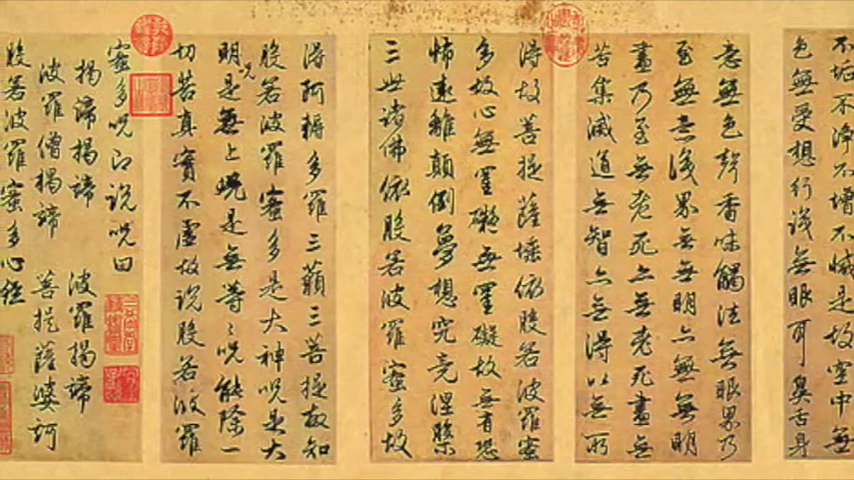 不垢不淨不增不減是故空中無
色無受想行識無眼耳鼻舌身
意無色聲香味觸法無眼界乃
至無意識界無無明亦無無明
盡乃至無老死亦無老死盡無
苦集滅道無智亦無得以無所
得故菩提薩埵依般若波羅蜜
多故心無罣礙無罣礙故無有恐
怖遠離顛倒夢想究竟涅槃
三世諸佛依般若波羅蜜多故
得阿耨多羅三藐三菩提故知
般若波羅蜜多是大神呪是大
明呪是無上呪是無等等呪能除一
切苦真實不虛故說般若波羅
蜜多呪即說呪曰
揭諦揭諦 波羅揭諦
波羅僧揭諦 菩提薩婆訶
般若波羅蜜多心經